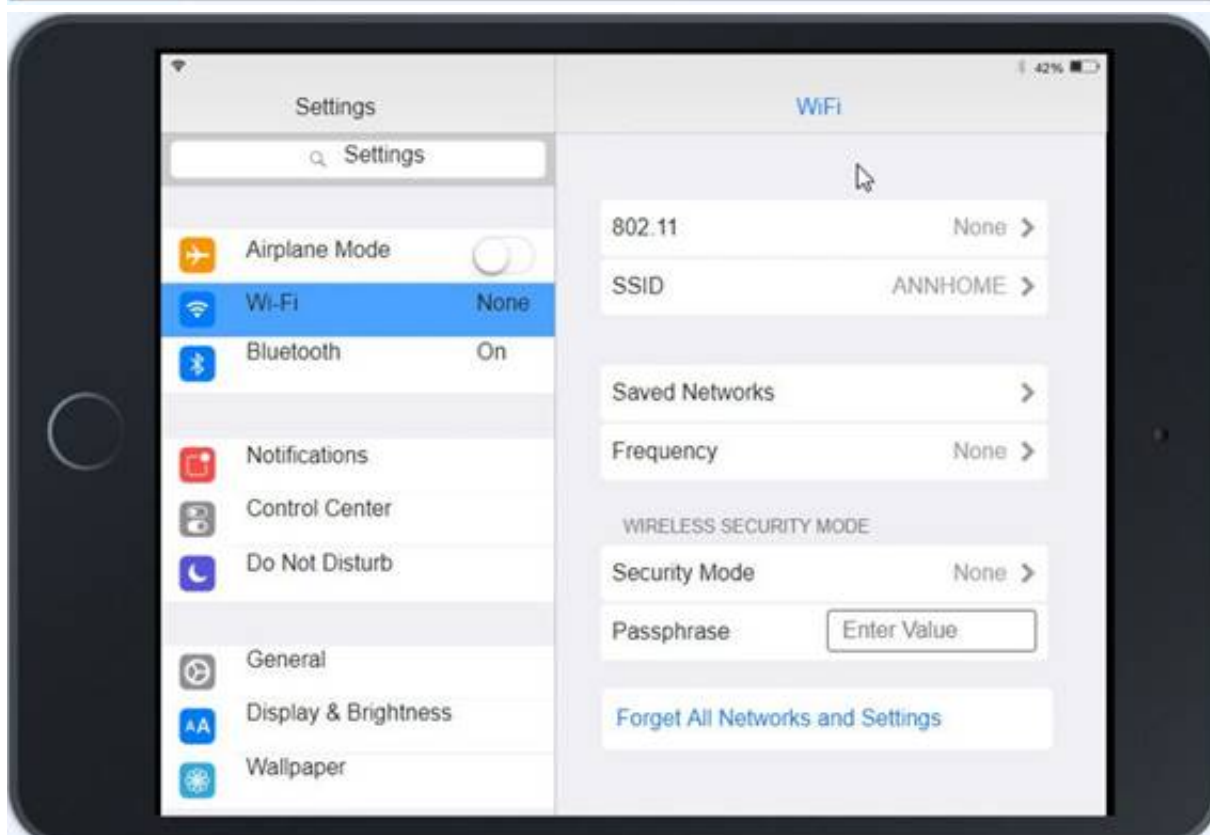 42%
Settings
WiFi
Settings
Airplane Mode
Wi-Fi None
Bluetooth On
Notifications
Control Center
Do Not Disturb
General
Display & Brightness
Wallpaper
802.11 None
SSID ANNHOME
Saved Networks
Frequency None
WIRELESS SECURITY MODE
Security Mode None
Passphrase Enter Value
Forget All Networks and Settings
AA